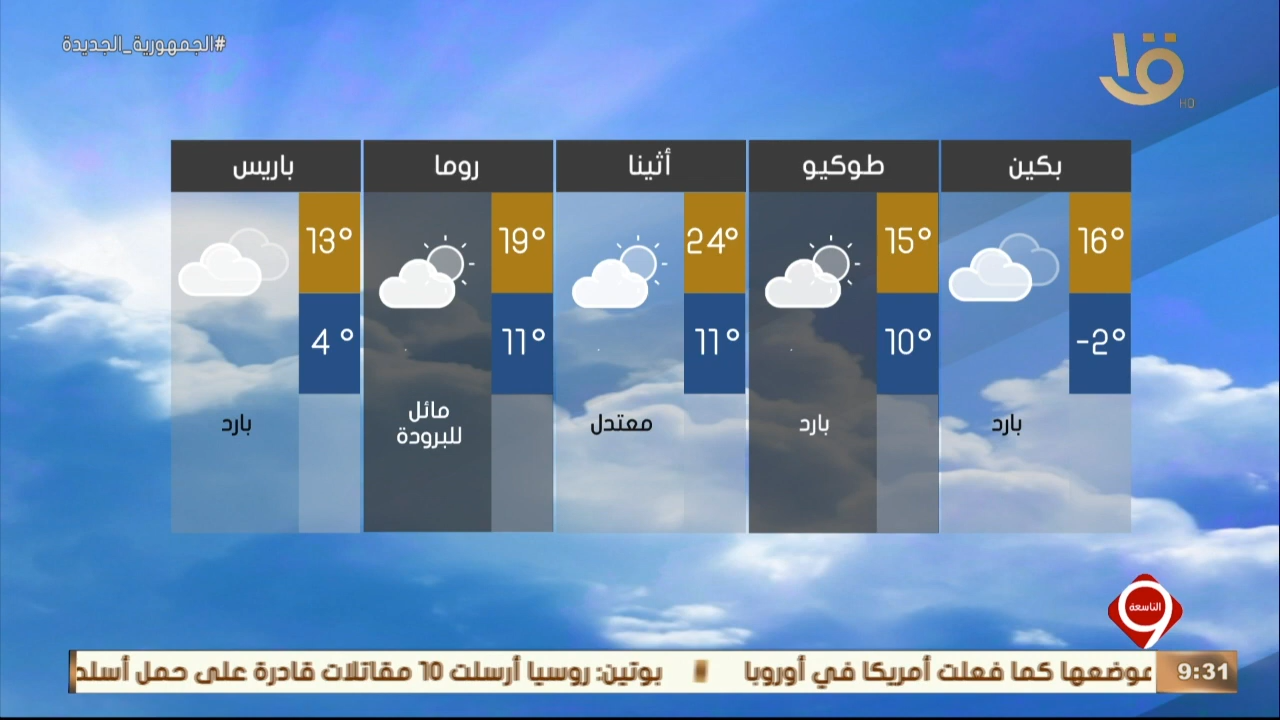 #الجمهورية_الجديدة
HD
بكين
16°
-2°
بارد
طوكيو
15°
10°
بارد
أثينا
24°
11°
معتدل
روما
19°
11°
مائل
للبرودة
باريس
13°
4°
بارد
التاسعة
9
9:31
موضعها كما فعلت أمريكا في أوروبا
بوتين: روسيا أرسلت 10 مقاتلات قادرة على حمل أسلح